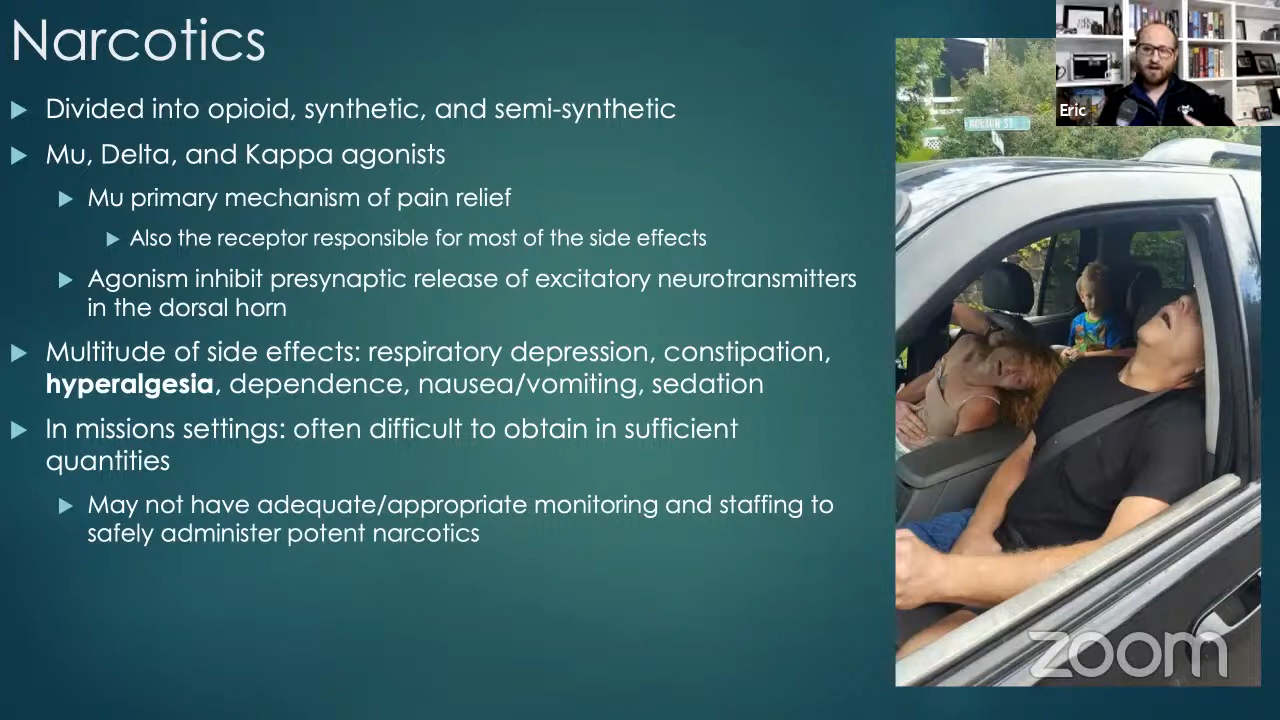 Narcotics
Divided into opioid, synthetic, and semi-synthetic
Mu, Delta, and Kappa agonists
Mu primary mechanism of pain relief
Also the receptor responsible for most of the side effects
Agonism inhibit presynaptic release of excitatory neurotransmitters
in the dorsal horn
Multitude of side effects: respiratory depression, constipation,
hyperalgesia, dependence, nausea/vomiting, sedation
In missions settings: often difficult to obtain in sufficient
quantities
May not have adequate/appropriate monitoring and staffing to
safely administer potent narcotics
Eric
zoom